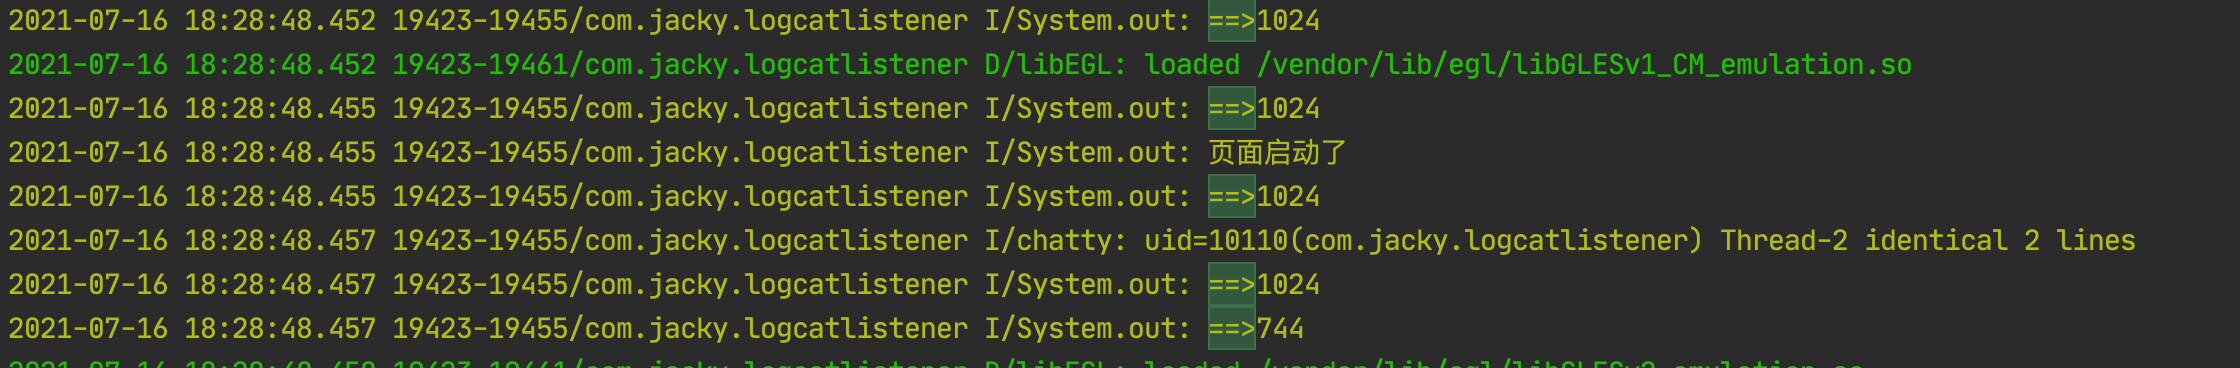 2021-07-16 18:28:48.452 19423-19455/com.jacky.logcatlistener I/System.out: ==>1024
2021-07-16 18:28:48.452 19423-19461/com.jacky.logcatlistener D/libEGL: loaded /vendor/lib/egl/libGLESv1_CM_emulation.so
2021-07-16 18:28:48.455 19423-19455/com.jacky.logcatlistener I/System.out: ==>1024
2021-07-16 18:28:48.455 19423-19455/com.jacky.logcatlistener I/System.out: 页面启动了
2021-07-16 18:28:48.455 19423-19455/com.jacky.logcatlistener I/System.out: ==>1024
2021-07-16 18:28:48.457 19423-19455/com.jacky.logcatlistener I/chatty: uid=10110(com.jacky.logcatlistener) Thread-2 identical 2 lines
2021-07-16 18:28:48.457 19423-19455/com.jacky.logcatlistener I/System.out: ==>1024
2021-07-16 18:28:48.457 19423-19455/com.jacky.logcatlistener I/System.out: ==>744